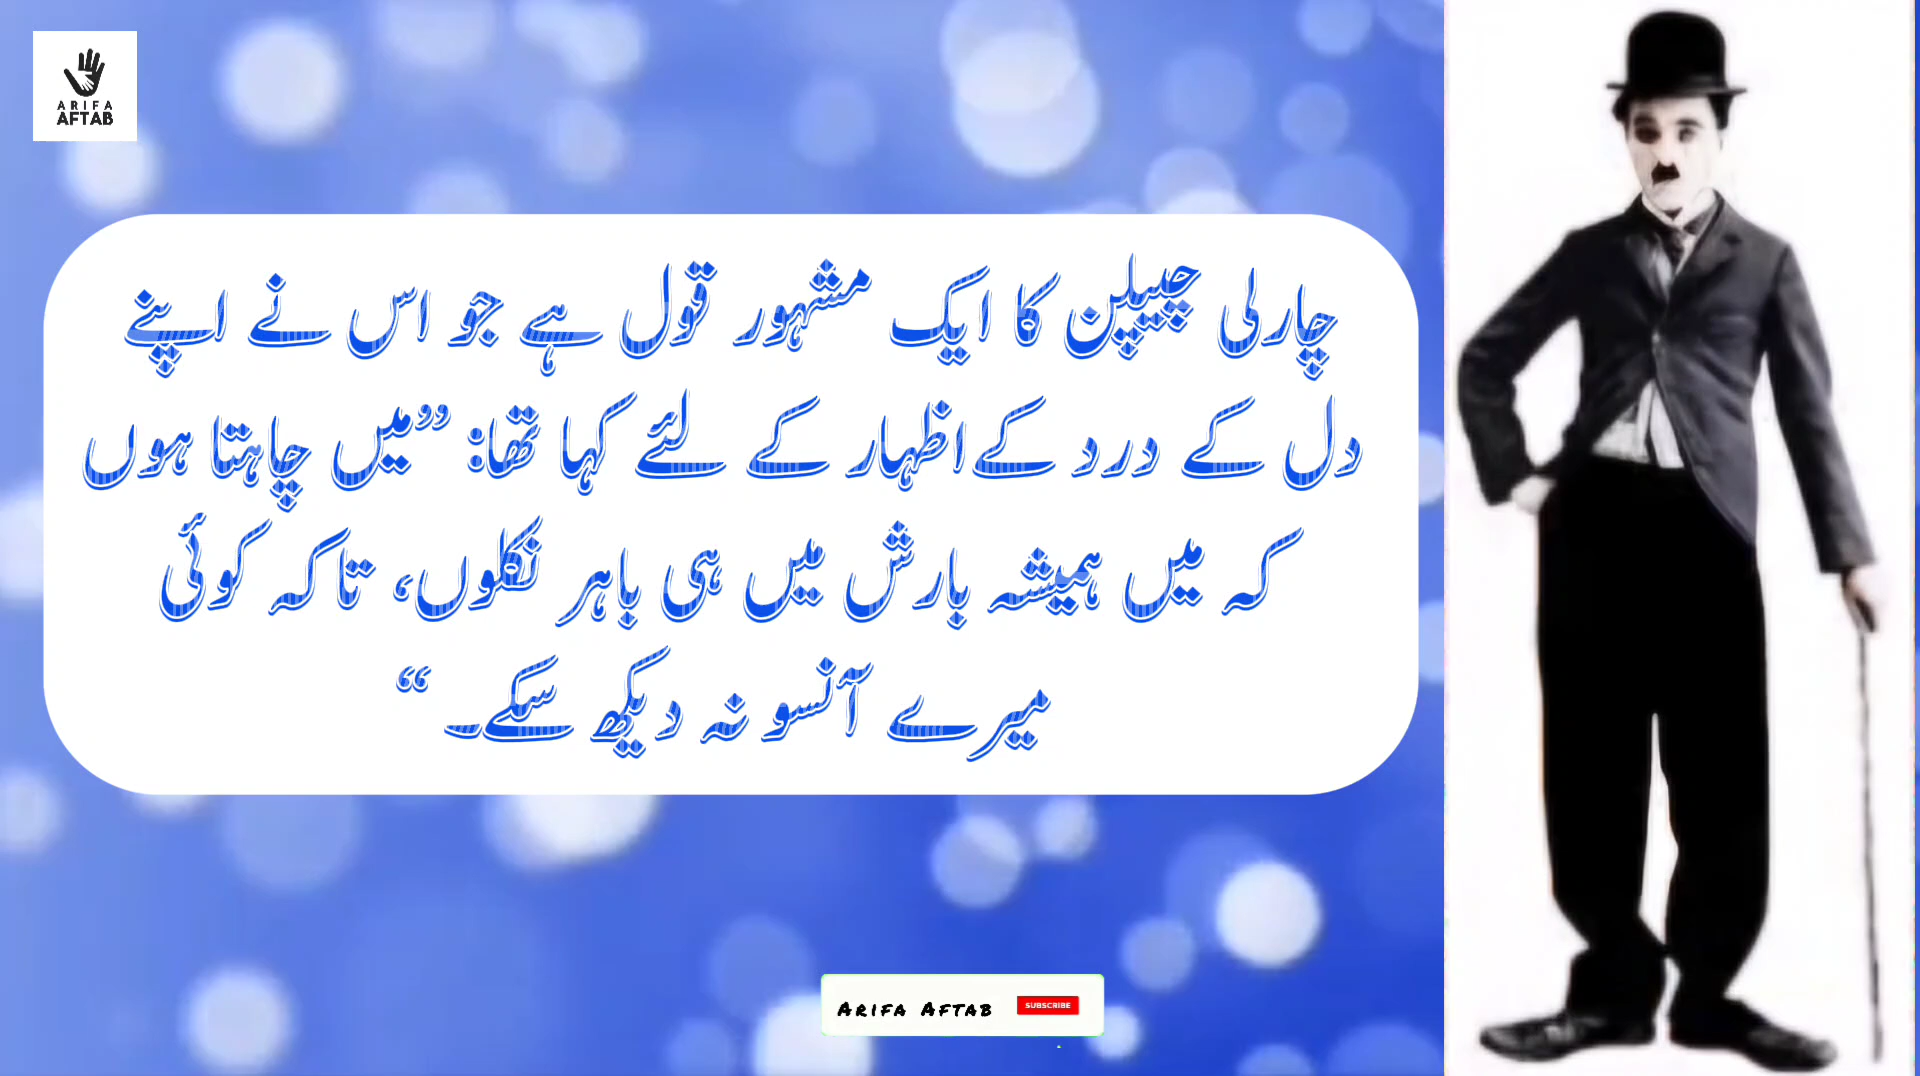 ARIFA
AFTAB
چارلی چیپلن کا ایک مشہور قول ہے جو اس نے اپنے
دل کے درد کے اظہار کے لئے کہا تھا: ”میں چاہتا ہوں
کہ میں ہمیشہ بارش میں ہی باہر نکلوں، تاکہ کوئی
میرے آنسو نہ دیکھ سکے۔ “
ARIFA AFTAB SUBSCRIBE